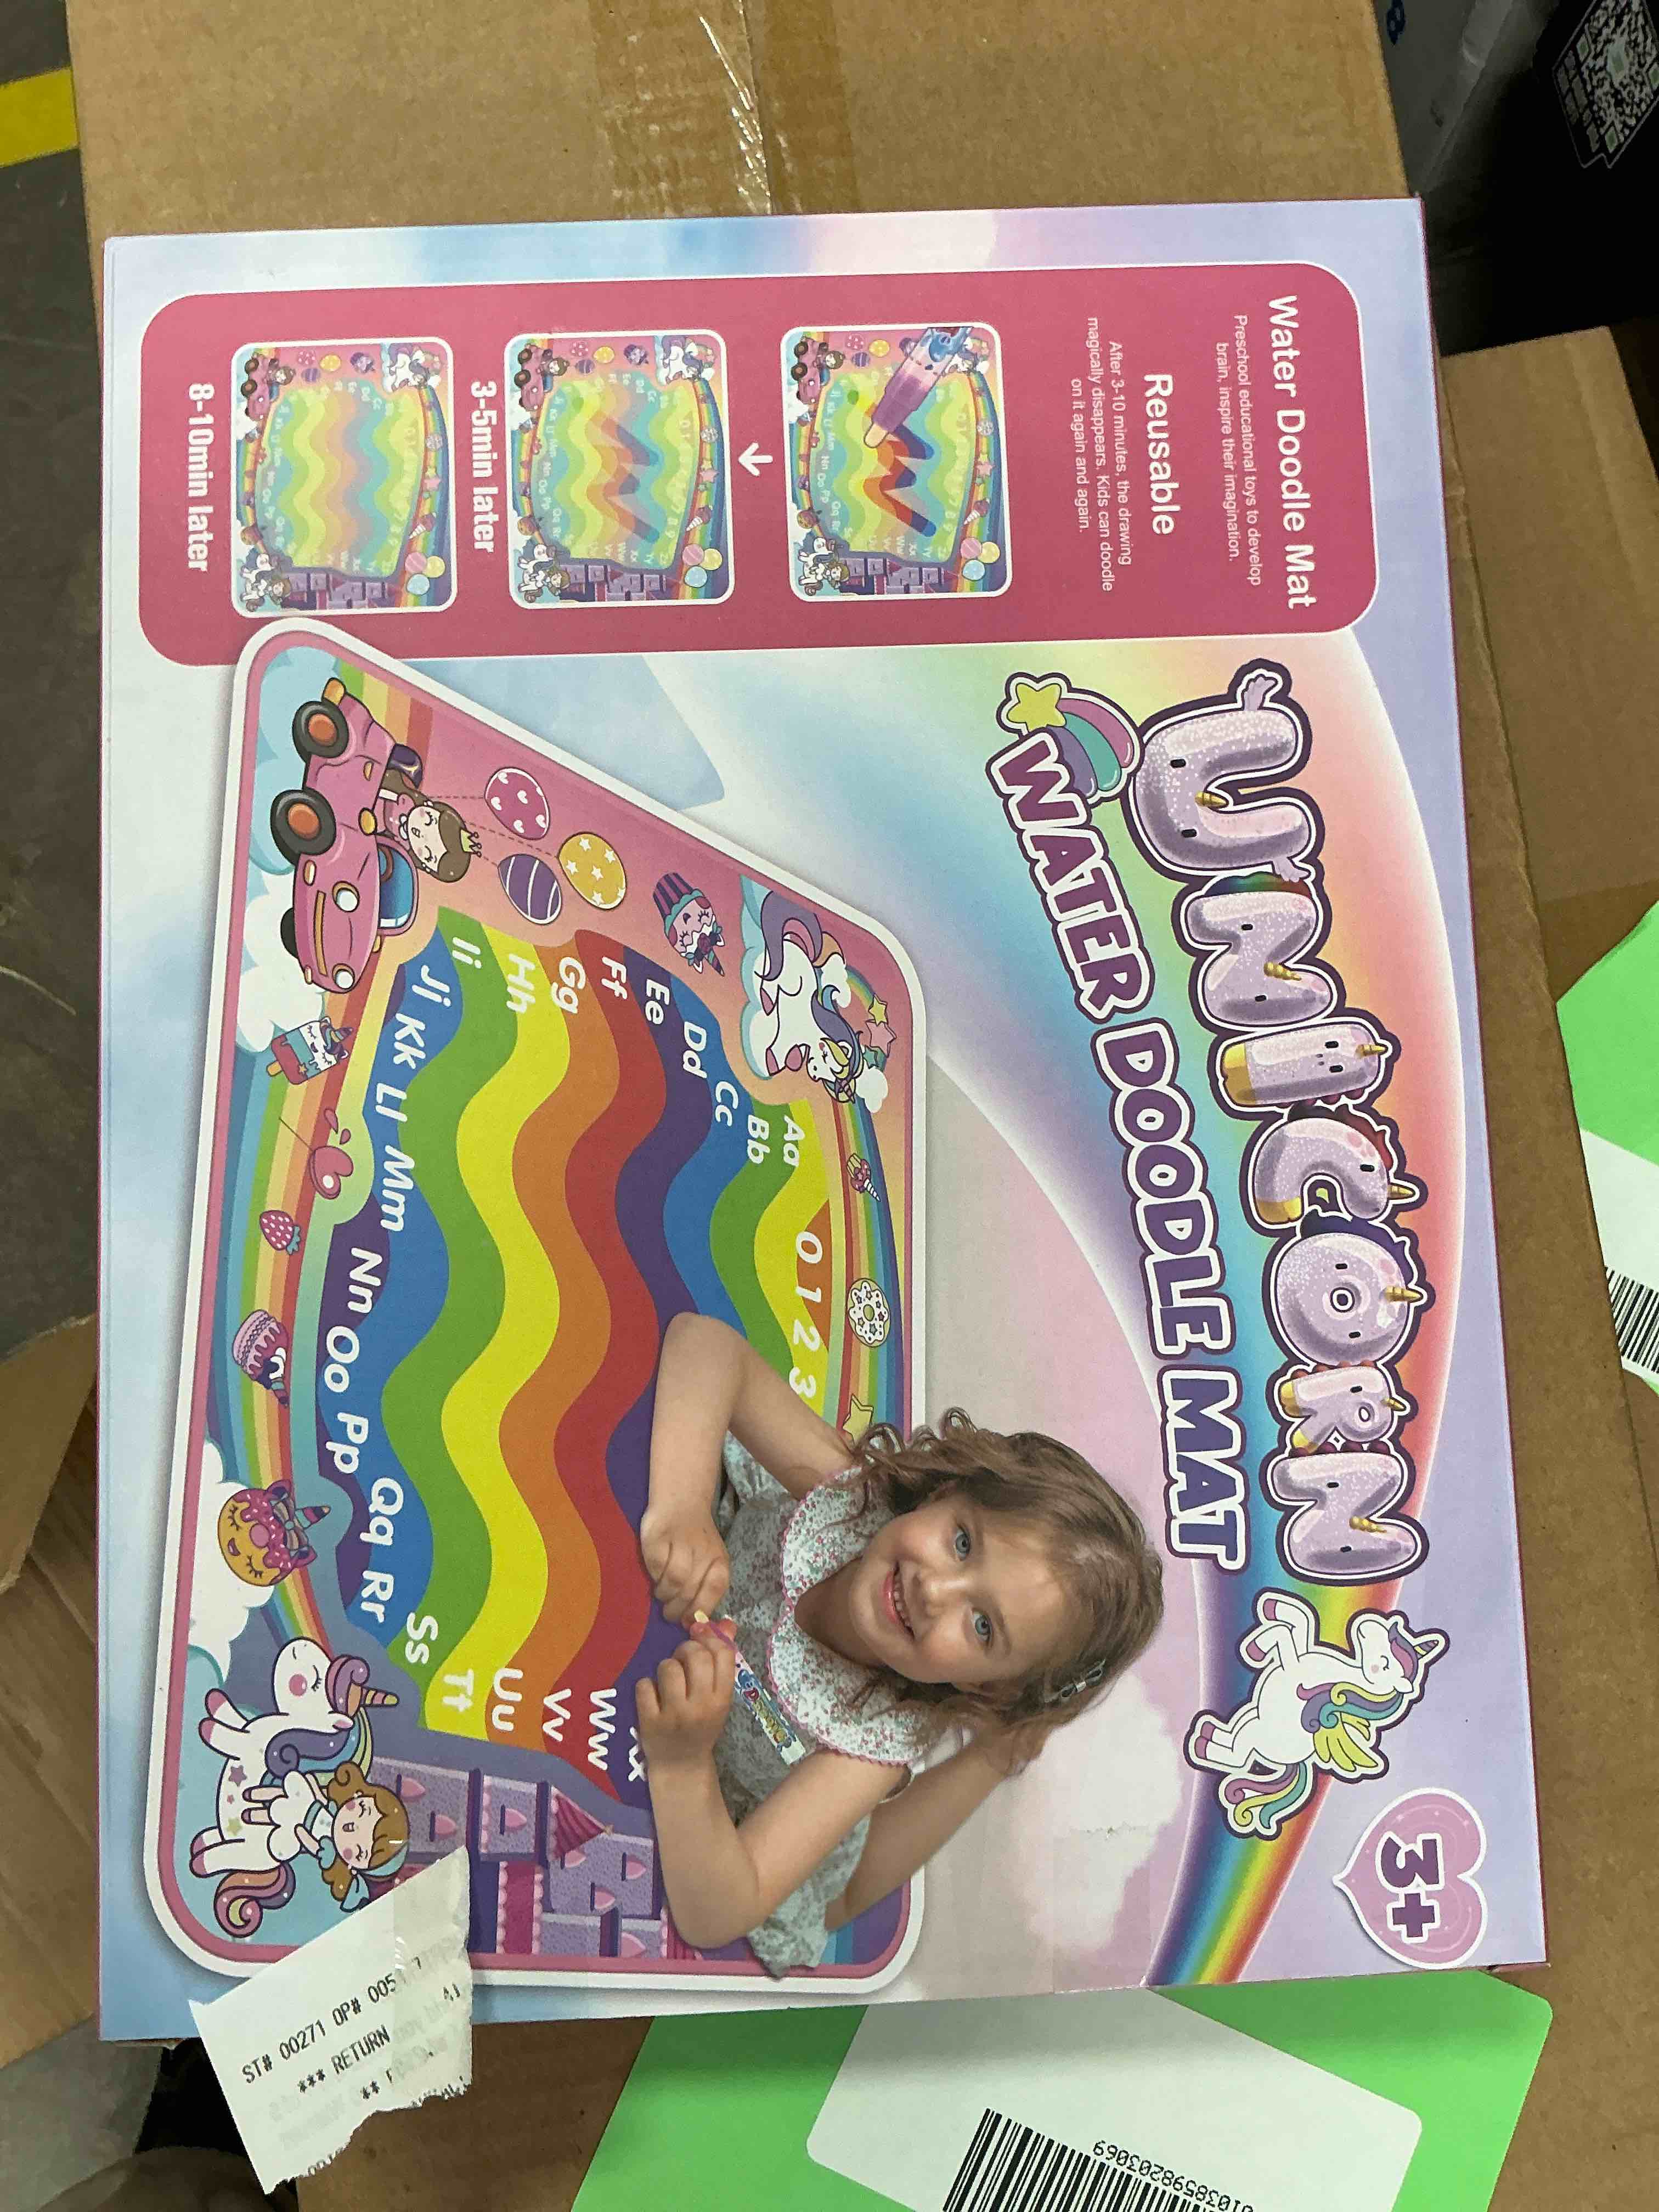 Water Doodle Mat
Preschool educational toys to develop
brain, inspire their imagination.
Reusable
After 3-10 minutes, the drawing
magically disappears. Kids can doodle
on it again and again.
3-5min later
8-10min later
UNICORN
WATER DOODLE MAT
3+
Aa
Bb
Cc
Dd
Ee
Ff
Gg
Hh
Ii
Jj Kk Ll Mm Nn Oo Pp Qq Rr
Ss
Tt
Uu
Vv
Ww
Xx
0 1 2 3
ST# 00271 OP# 005
*** RETURN
**